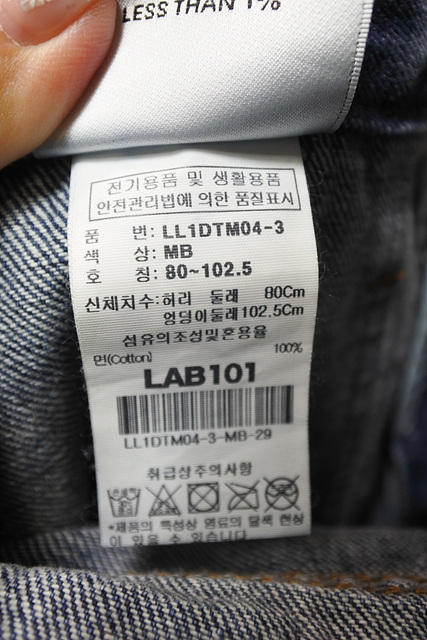 LESS THAN 1%
전기용품 및 생활용품
안전관리법에 의한 품질표시
품 번: LL1DTM04-3
색 상: MB
호 칭: 80~102.5
신체치수: 허리 둘레 80Cm
엉덩이둘레 102.5Cm
섬유의조성및혼용율
면(Cotton) 100%
LAB101
LL1DTM04-3-MB-29
취급상주의사항
*제품의 특성상 염료의 탈색 현상
이 있을 수 있습니다